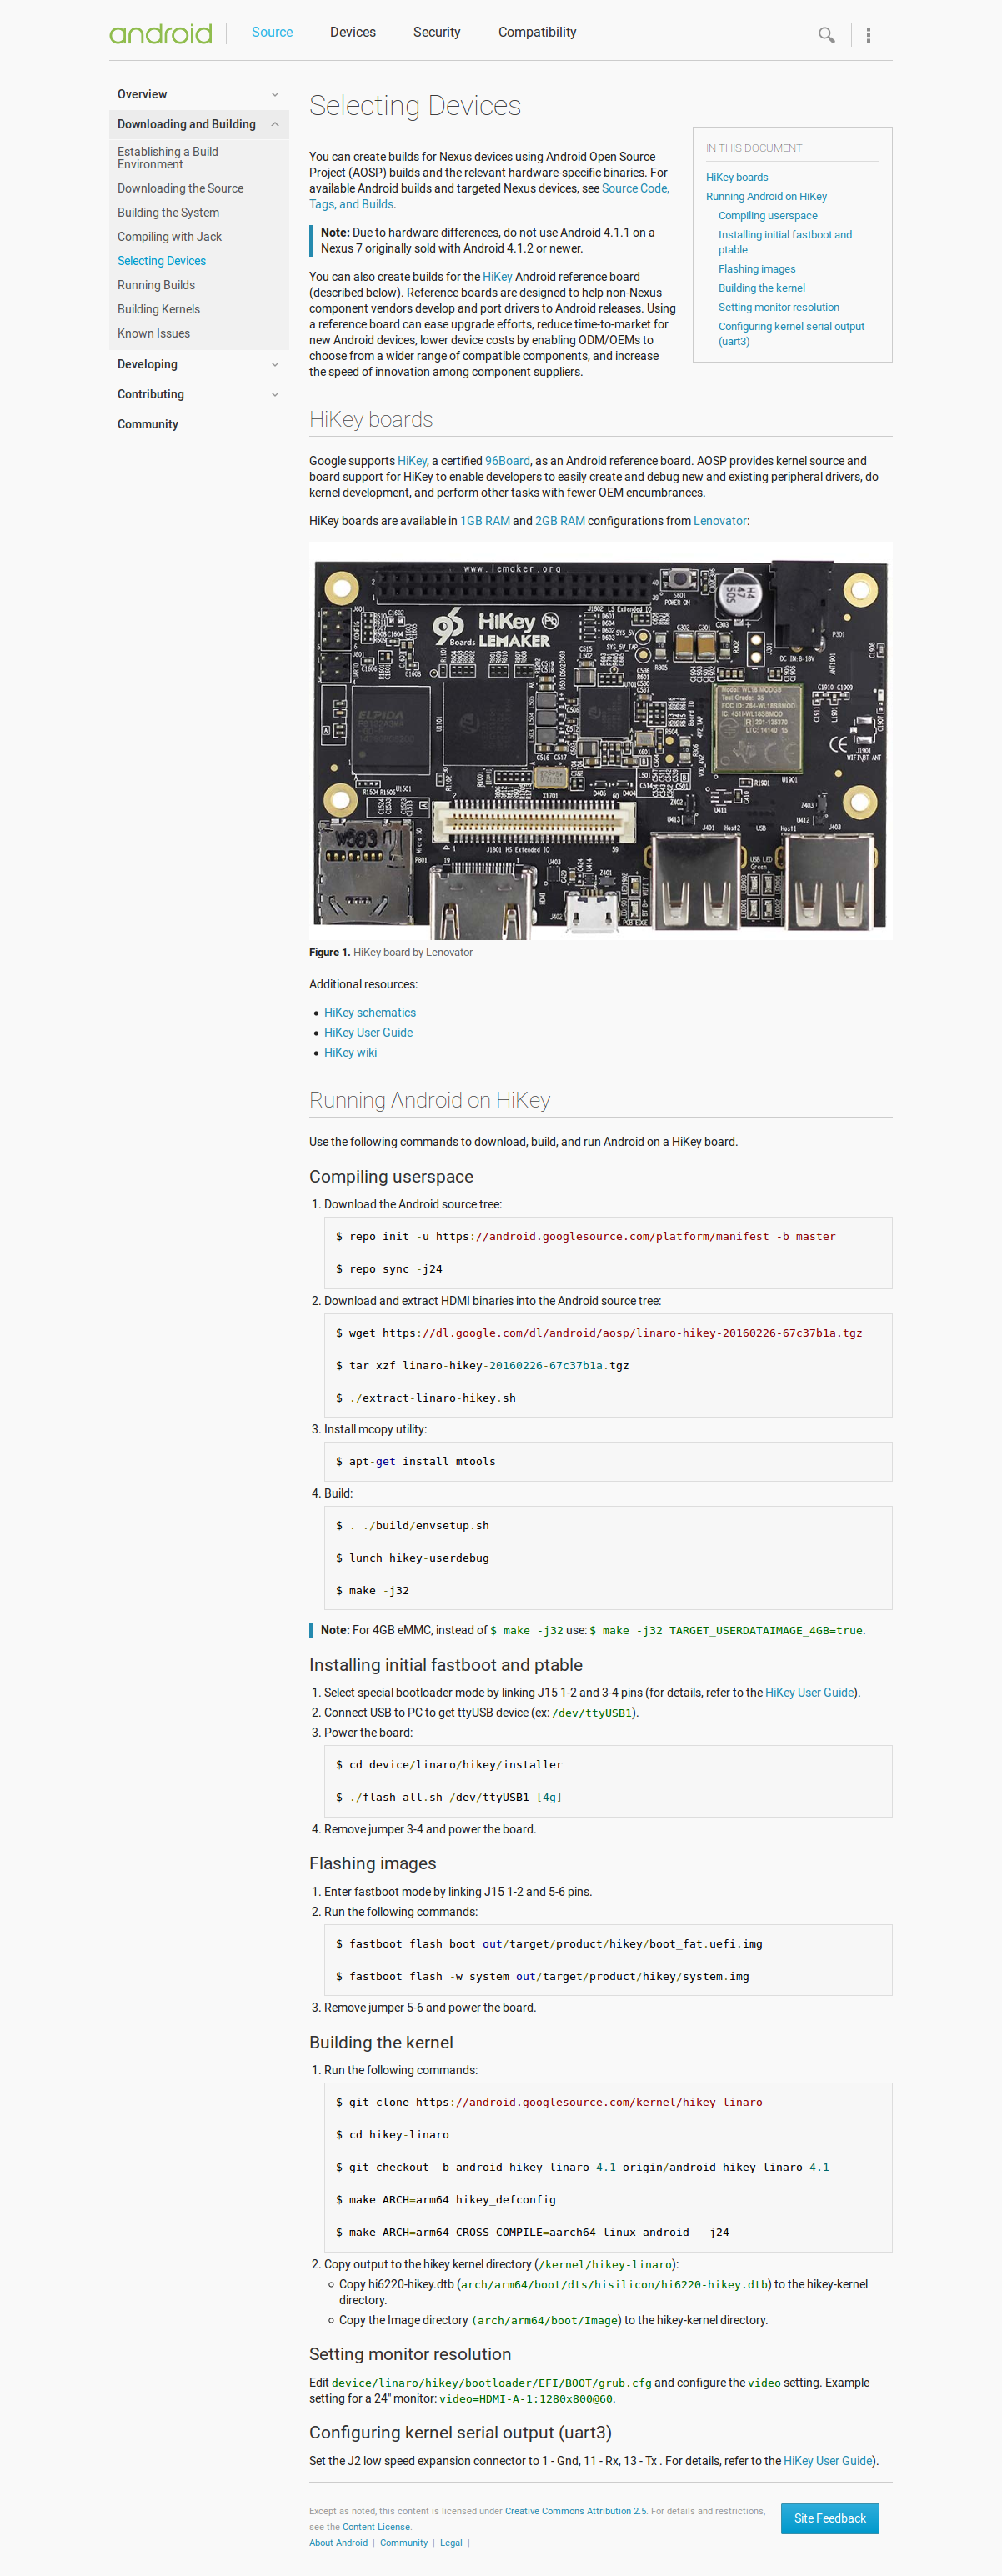 android
Source
Devices
Security
Compatibility
Overview
Downloading and Building
Establishing a Build
Environment
Downloading the Source
Building the System
Compiling with Jack
Selecting Devices
Running Builds
Building Kernels
Known Issues
Developing
Contributing
Community
Selecting Devices
IN THIS DOCUMENT
HiKey boards
Running Android on HiKey
Compiling userspace
Installing initial fastboot and
ptable
Flashing images
Building the kernel
Setting monitor resolution
Configuring kernel serial output
(uart3)
You can create builds for Nexus devices using Android Open Source
Project (AOSP) builds and the relevant hardware-specific binaries. For
available Android builds and targeted Nexus devices, see Source Code,
Tags, and Builds.
Note: Due to hardware differences, do not use Android 4.1.1 on a
Nexus 7 originally sold with Android 4.1.2 or newer.
You can also create builds for the HiKey Android reference board
(described below). Reference boards are designed to help non-Nexus
component vendors develop and port drivers to Android releases. Using
a reference board can ease upgrade efforts, reduce time-to-market for
new Android devices, lower device costs by enabling ODM/OEMs to
choose from a wider range of compatible components, and increase
the speed of innovation among component suppliers.
HiKey boards
Google supports HiKey, a certified 96Board, as an Android reference board. AOSP provides kernel source and
board support for HiKey to enable developers to easily create and debug new and existing peripheral drivers, do
kernel development, and perform other tasks with fewer OEM encumbrances.
HiKey boards are available in 1GB RAM and 2GB RAM configurations from Lenovator:
www.lemaker.org
96 Boards
HiKey
LEMAKER
POWER ON
DC IN:8-18V
ELPIDA
Micro SD
HDMI
J801 HS Extended IO
USB
Host2
Host1
USB LED
Green
WIFI\BT ANT
Figure 1. HiKey board by Lenovator
Additional resources:
• HiKey schematics
• HiKey User Guide
• HiKey wiki
Running Android on HiKey
Use the following commands to download, build, and run Android on a HiKey board.
Compiling userspace
1. Download the Android source tree:
$ repo init -u https://android.googlesource.com/platform/manifest -b master
$ repo sync -j24
2. Download and extract HDMI binaries into the Android source tree:
$ wget https://dl.google.com/dl/android/aosp/linaro-hikey-20160226-67c37b1a.tgz
$ tar xzf linaro-hikey-20160226-67c37b1a.tgz
$ ./extract-linaro-hikey.sh
3. Install mcopy utility:
$ apt-get install mtools
4. Build:
$ . ./build/envsetup.sh
$ lunch hikey-userdebug
$ make -j32
Note: For 4GB eMMC, instead of $ make -j32 use: $ make -j32 TARGET_USERDATAIMAGE_4GB=true.
Installing initial fastboot and ptable
1. Select special bootloader mode by linking J15 1-2 and 3-4 pins (for details, refer to the HiKey User Guide).
2. Connect USB to PC to get ttyUSB device (ex: /dev/ttyUSB1).
3. Power the board:
$ cd device/linaro/hikey/installer
$ ./flash-all.sh /dev/ttyUSB1 [4g]
4. Remove jumper 3-4 and power the board.
Flashing images
1. Enter fastboot mode by linking J15 1-2 and 5-6 pins.
2. Run the following commands:
$ fastboot flash boot out/target/product/hikey/boot_fat.uefi.img
$ fastboot flash -w system out/target/product/hikey/system.img
3. Remove jumper 5-6 and power the board.
Building the kernel
1. Run the following commands:
$ git clone https://android.googlesource.com/kernel/hikey-linaro
$ cd hikey-linaro
$ git checkout -b android-hikey-linaro-4.1 origin/android-hikey-linaro-4.1
$ make ARCH=arm64 hikey_defconfig
$ make ARCH=arm64 CROSS_COMPILE=aarch64-linux-android- -j24
2. Copy output to the hikey kernel directory (/kernel/hikey-linaro):
Copy hi6220-hikey.dtb (arch/arm64/boot/dts/hisilicon/hi6220-hikey.dtb) to the hikey-kernel
directory.
Copy the Image directory (arch/arm64/boot/Image) to the hikey-kernel directory.
Setting monitor resolution
Edit device/linaro/hikey/bootloader/EFI/BOOT/grub.cfg and configure the video setting. Example
setting for a 24" monitor: video=HDMI-A-1:1280x800@60.
Configuring kernel serial output (uart3)
Set the J2 low speed expansion connector to 1 - Gnd, 11 - Rx, 13 - Tx . For details, refer to the HiKey User Guide).
Except as noted, this content is licensed under Creative Commons Attribution 2.5. For details and restrictions,
see the Content License.
Site Feedback
About Android | Community | Legal |